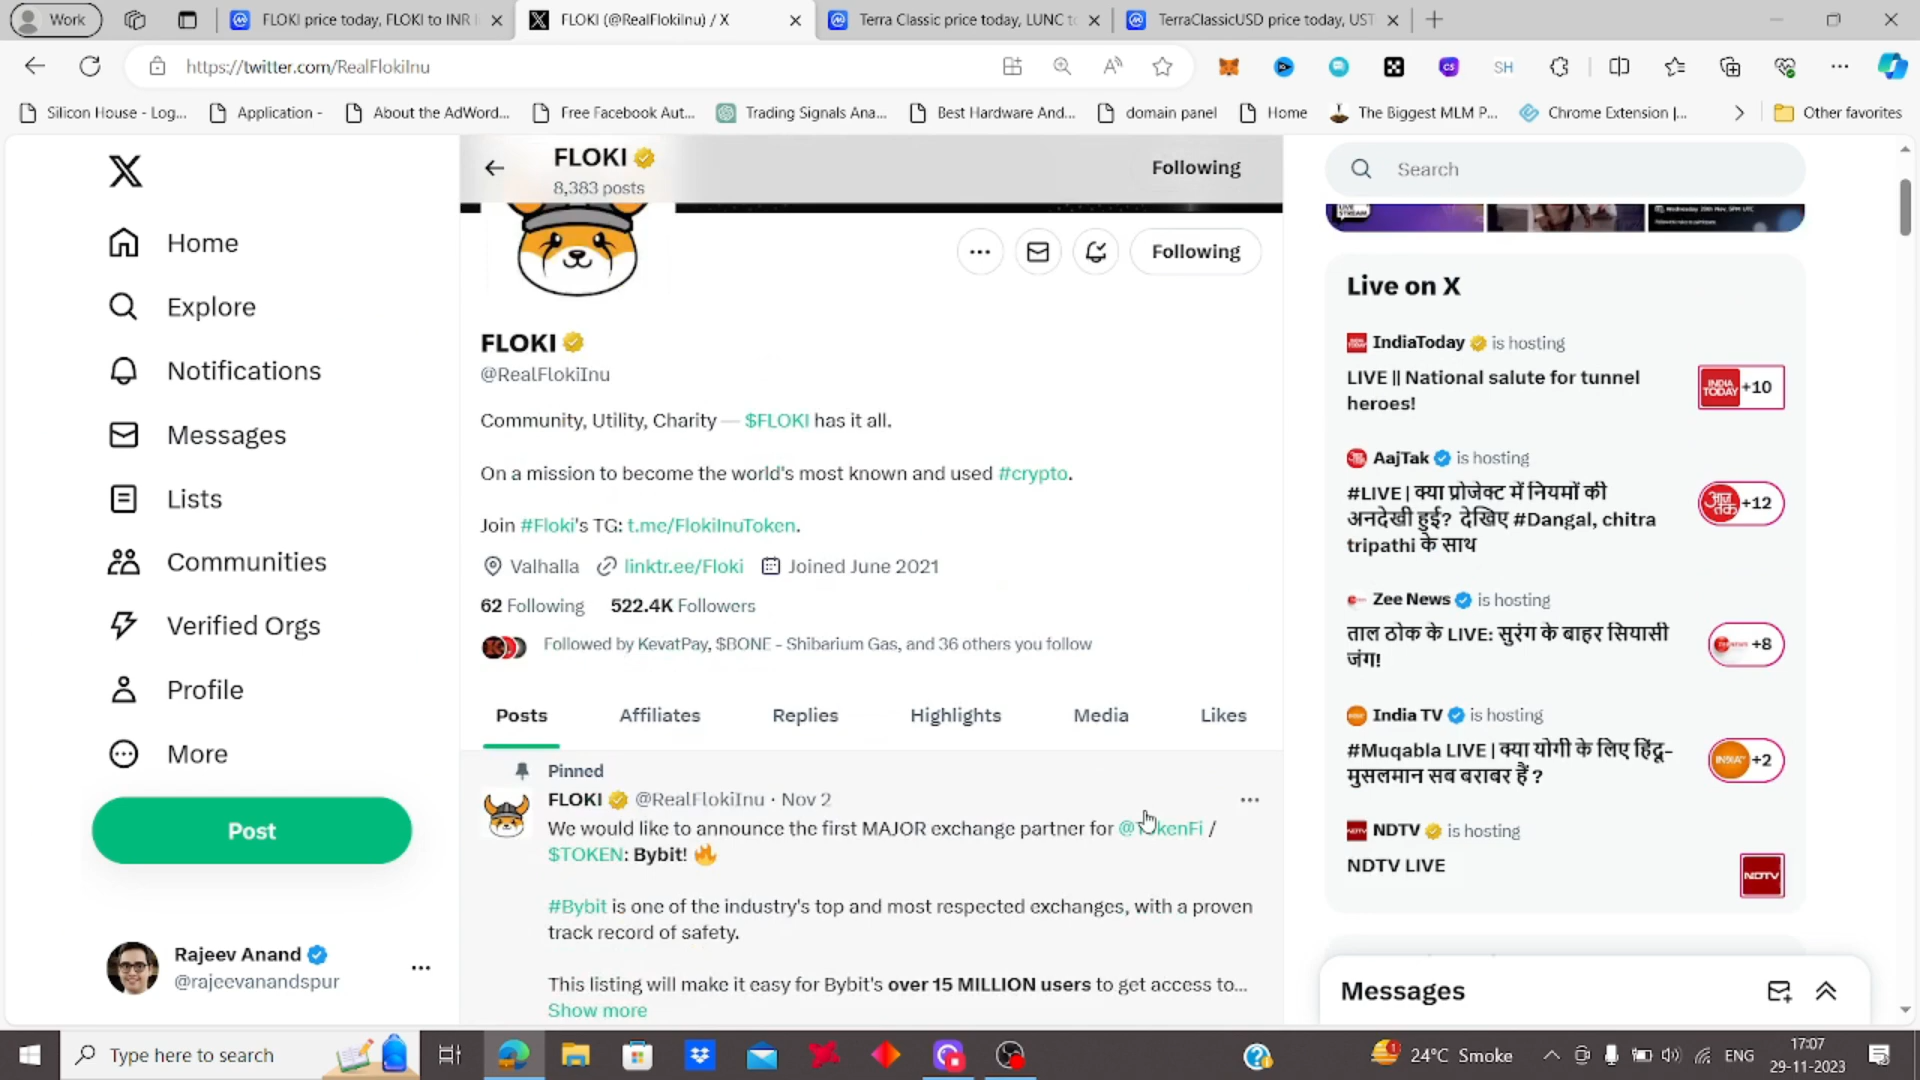 Work
FLOKI price today, FLOKI to INR
FLOKI (@RealFlokiInu) / X
Terra Classic price today, LUNC to
TerraClassicUSD price today, UST
https://twitter.com/RealFlokiInu
Silicon House - Log...
Application -
About the AdWord...
Free Facebook Aut...
Trading Signals Ana...
Best Hardware And...
domain panel
Home
The Biggest MLM P...
Chrome Extension |...
Other favorites
Home
Explore
Notifications
Messages
Lists
Communities
Verified Orgs
Profile
More
Post
Rajeev Anand
@rajeevanandspur
FLOKI
8,383 posts
Following
Following
FLOKI
@RealFlokiInu
Community, Utility, Charity — $FLOKI has it all.
On a mission to become the world's most known and used #crypto.
Join #Floki's TG: t.me/FlokiInuToken.
Valhalla linktr.ee/Floki Joined June 2021
62 Following 522.4K Followers
Followed by KevatPay, $BONE - Shibarium Gas, and 36 others you follow
Posts Affiliates Replies Highlights Media Likes
Pinned
FLOKI @RealFlokiInu · Nov 2
We would like to announce the first MAJOR exchange partner for @TokenFi /
$TOKEN: Bybit! 🔥
#Bybit is one of the industry's top and most respected exchanges, with a proven
track record of safety.
This listing will make it easy for Bybit's over 15 MILLION users to get access to...
Show more
Search
LIVE
STREAM
Live on X
IndiaToday is hosting
LIVE || National salute for tunnel
heroes!
INDIA
TODAY +10
AajTak is hosting
#LIVE | क्या प्रोजेक्ट में नियमों की
अनदेखी हुई? देखिए #Dangal, chitra
tripathi के साथ
आज
तक +12
Zee News is hosting
ताल ठोक के LIVE: सुरंग के बाहर सियासी
जंग!
+8
India TV is hosting
#Muqabla LIVE | क्या योगी के लिए हिंदू-
मुसलमान सब बराबर हैं ?
+2
NDTV is hosting
NDTV LIVE
NDTV
Messages
Type here to search
24°C Smoke
ENG
17:07
29-11-2023